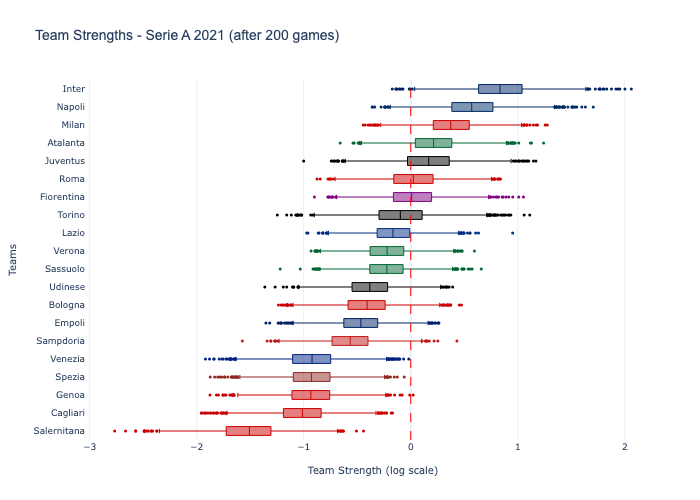 Team Strengths - Serie A 2021 (after 200 games)
Inter
Napoli
Milan
Atalanta
Juventus
Roma
Fiorentina
Torino
Lazio
Verona
Sassuolo
Udinese
Bologna
Empoli
Sampdoria
Venezia
Spezia
Genoa
Cagliari
Salernitana
Teams
−3 −2 −1 0 1 2
Team Strength (log scale)